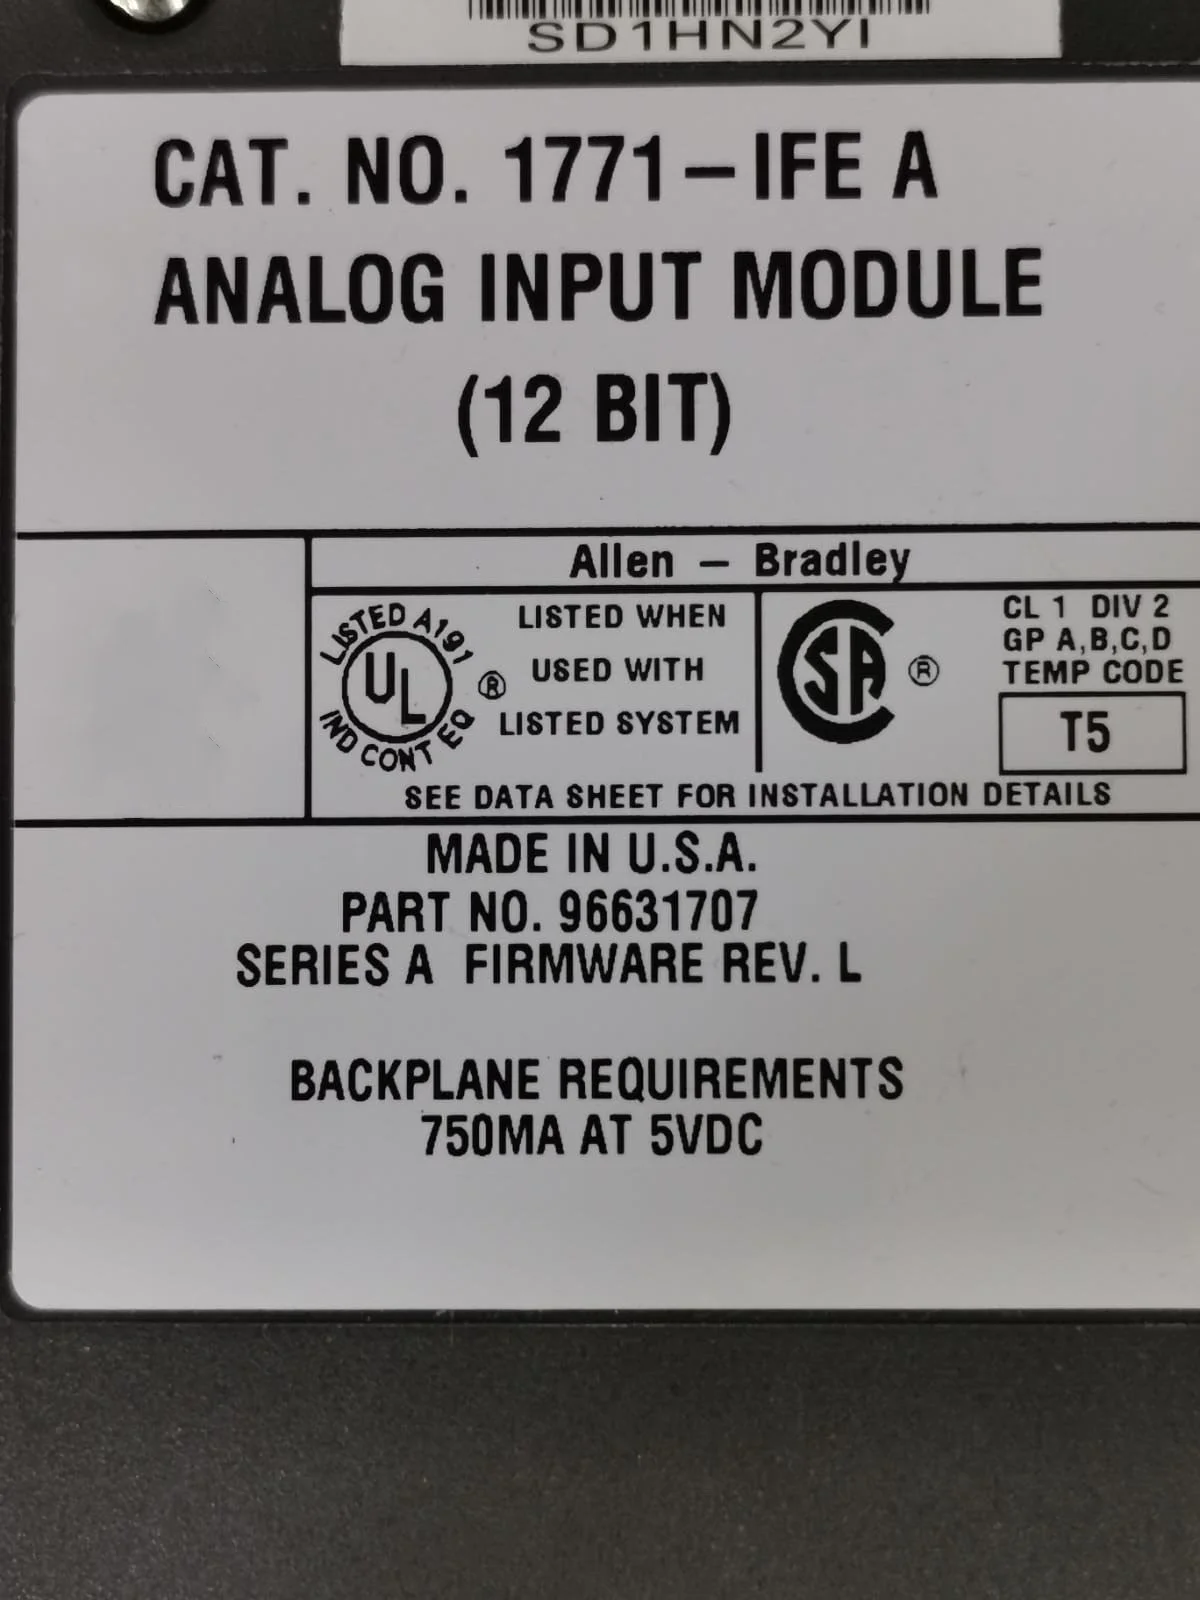 SD1HN2YI
CAT. NO. 1771-IFE A
ANALOG INPUT MODULE
(12 BIT)
Allen - Bradley
LISTED A191
UL
IND CONT EQ
®
LISTED WHEN
USED WITH
LISTED SYSTEM
SA
®
CL 1 DIV 2
GP A,B,C,D
TEMP CODE
T5
SEE DATA SHEET FOR INSTALLATION DETAILS
MADE IN U.S.A.
PART NO. 96631707
SERIES A FIRMWARE REV. L
BACKPLANE REQUIREMENTS
750MA AT 5VDC